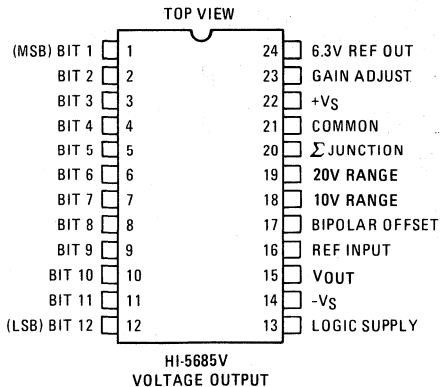 TOP VIEW
(MSB) BIT 1 1 24 6.3V REF OUT
BIT 2 2 23 GAIN ADJUST
BIT 3 3 22 +VS
BIT 4 4 21 COMMON
BIT 5 5 20 Σ JUNCTION
BIT 6 6 19 20V RANGE
BIT 7 7 18 10V RANGE
BIT 8 8 17 BIPOLAR OFFSET
BIT 9 9 16 REF INPUT
BIT 10 10 15 VOUT
BIT 11 11 14 -VS
(LSB) BIT 12 12 13 LOGIC SUPPLY
HI-5685V
VOLTAGE OUTPUT